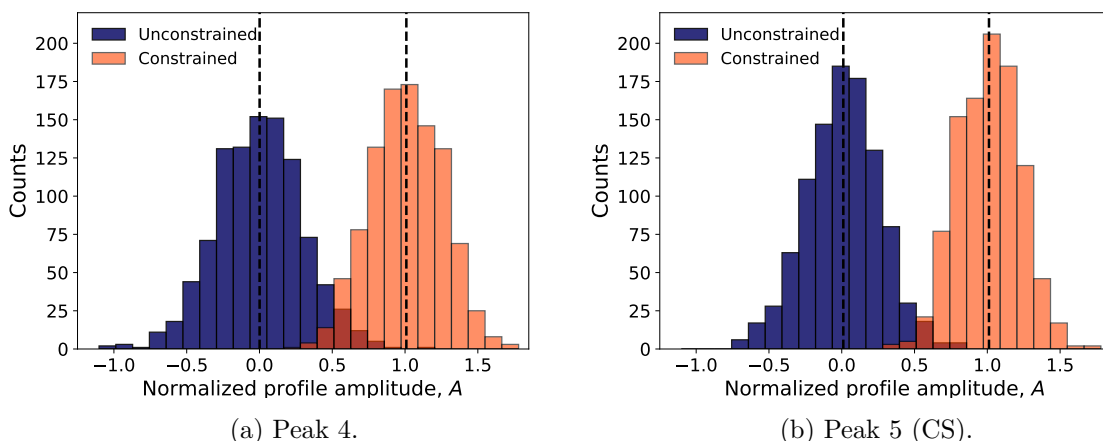 Unconstrained
Constrained
Counts
200
175
150
125
100
75
50
25
0
−1.0 −0.5 0.0 0.5 1.0 1.5
Normalized profile amplitude, A
(a) Peak 4.
Unconstrained
Constrained
Counts
200
175
150
125
100
75
50
25
0
−1.0 −0.5 0.0 0.5 1.0 1.5
Normalized profile amplitude, A
(b) Peak 5 (CS).